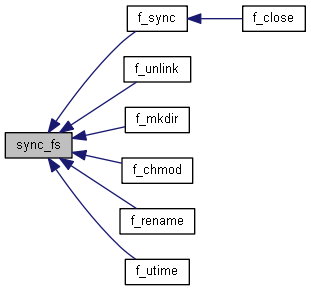 f_sync
f_close
f_unlink
f_mkdir
sync_fs
f_chmod
f_rename
f_utime